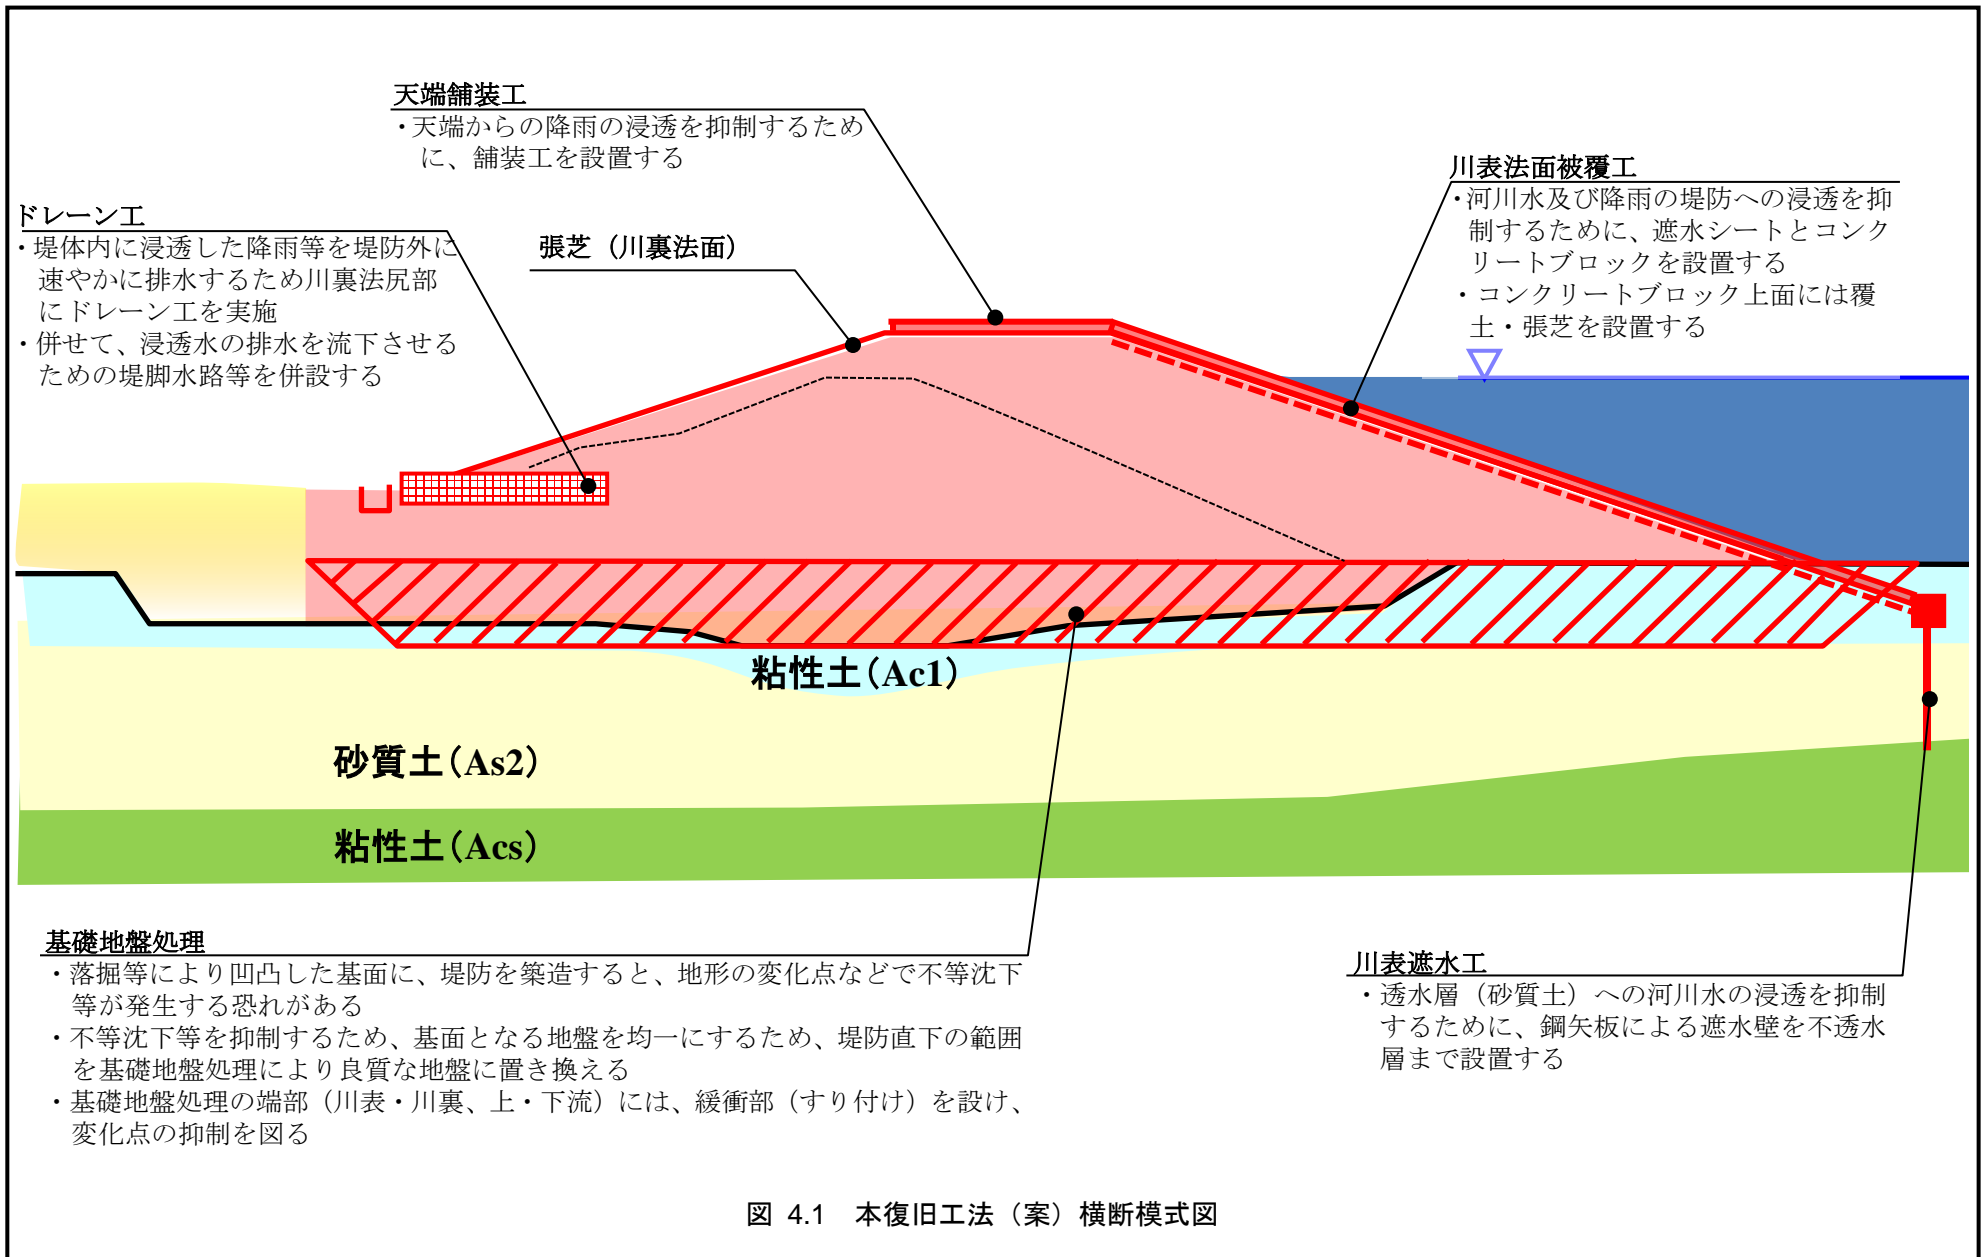 天端舗装工
・天端からの降雨の浸透を抑制するため
に、舗装工を設置する
川表法面被覆工
・河川水及び降雨の堤防への浸透を抑
制するために、遮水シートとコンク
リートブロックを設置する
・コンクリートブロック上面には覆
土・張芝を設置する
ドレーン工
・堤体内に浸透した降雨等を堤防外に
速やかに排水するため川裏法尻部
にドレーン工を実施
・併せて、浸透水の排水を流下させる
ための堤脚水路等を併設する
張芝（川裏法面）
粘性土（Ac1）
砂質土（As2）
粘性土（Acs）
基礎地盤処理
・落掘等により凹凸した基面に、堤防を築造すると、地形の変化点などで不等沈下
等が発生する恐れがある
・不等沈下等を抑制するため、基面となる地盤を均一にするため、堤防直下の範囲
を基礎地盤処理により良質な地盤に置き換える
・基礎地盤処理の端部（川表・川裏、上・下流）には、緩衝部（すり付け）を設け、
変化点の抑制を図る
川表遮水工
・透水層（砂質土）への河川水の浸透を抑制
するために、鋼矢板による遮水壁を不透水
層まで設置する
図 4.1　本復旧工法（案）横断模式図